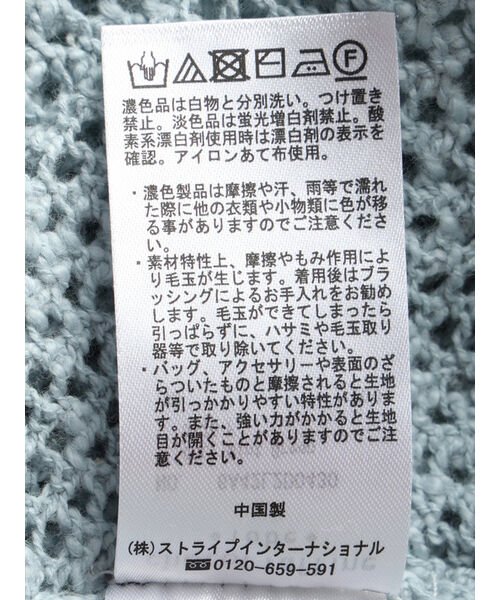 濃色品は白物と分別洗い。つけ置き
禁止。淡色品は蛍光増白剤禁止。酸
素系漂白剤使用時は漂白剤の表示を
確認。アイロンあて布使用。
・濃色製品は摩擦や汗、雨等で濡れ
た際に他の衣類や小物類に色が移
る事がありますのでご注意くださ
い。
・素材特性上、摩擦やもみ作用によ
り毛玉が生じます。着用後はブラ
ッシングによるお手入れをお勧め
します。毛玉ができてしまったら
引っぱらずに、ハサミや毛玉取り
器等で取り除いてください。
・バッグ、アクセサリーや表面のざ
らついたものと摩擦されると生地
が引っかかりやすい特性がありま
す。また、強い力がかかると生地
目が開くことがありますのでご注
意ください。
中国製
(株)ストライプインターナショナル
0120-659-591